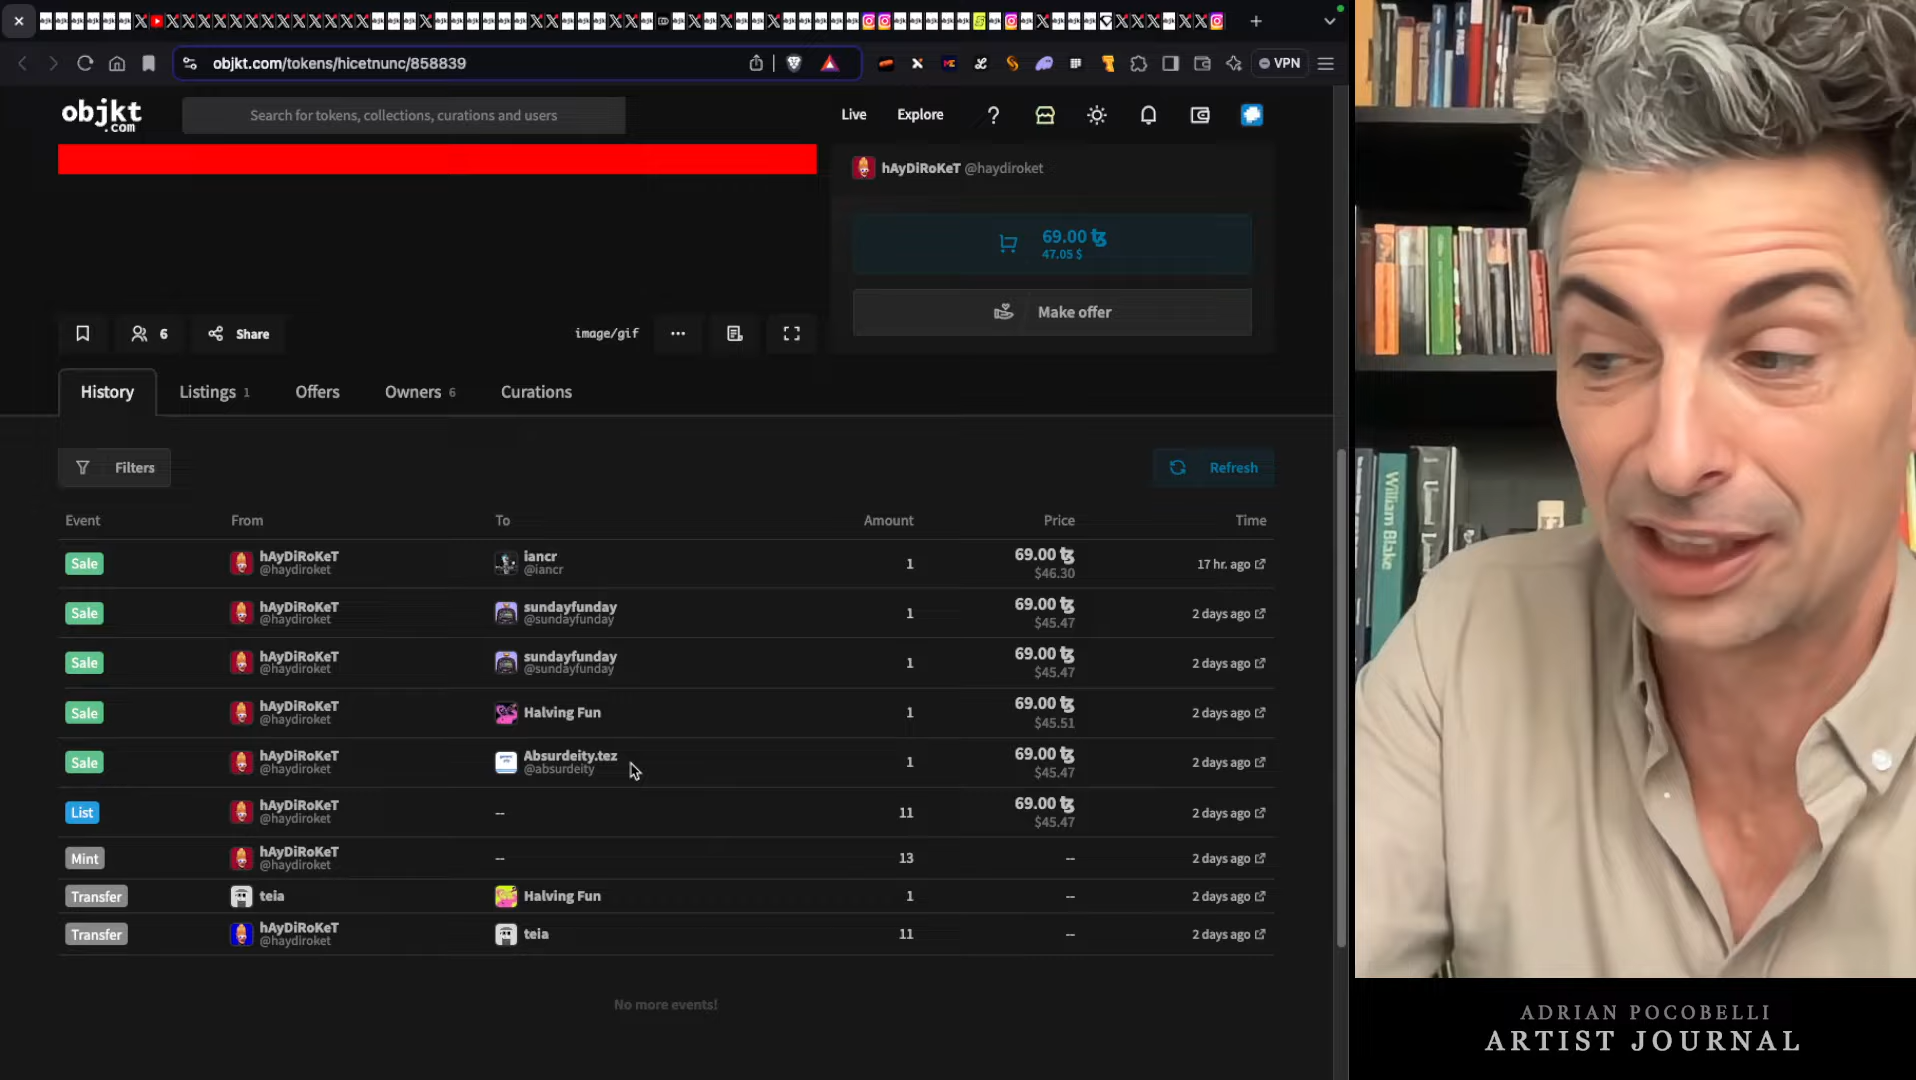 objkt.com/tokens/hicetnunc/858839
VPN
objkt
.com
Search for tokens, collections, curations and users
Live
Explore
?
hAyDiRoKeT @haydiroket
69.00 ꜩ
47.05 $
Make offer
6
Share
image/gif
History
Listings 1
Offers
Owners 6
Curations
Filters
Refresh
Event From To Amount Price Time
Sale hAyDiRoKeT @haydiroket iancr @iancr 1 69.00 ꜩ $46.30 17 hr. ago
Sale hAyDiRoKeT @haydiroket sundayfunday @sundayfunday 1 69.00 ꜩ $45.47 2 days ago
Sale hAyDiRoKeT @haydiroket sundayfunday @sundayfunday 1 69.00 ꜩ $45.47 2 days ago
Sale hAyDiRoKeT @haydiroket Halving Fun 1 69.00 ꜩ $45.51 2 days ago
Sale hAyDiRoKeT @haydiroket Absurdeity.tez @absurdeity 1 69.00 ꜩ $45.47 2 days ago
List hAyDiRoKeT @haydiroket -- 11 69.00 ꜩ $45.47 2 days ago
Mint hAyDiRoKeT @haydiroket -- 13 -- 2 days ago
Transfer teia Halving Fun 1 -- 2 days ago
Transfer hAyDiRoKeT @haydiroket teia 11 -- 2 days ago
No more events!
William Blake
ADRIAN POCOBELLI
ARTIST JOURNAL